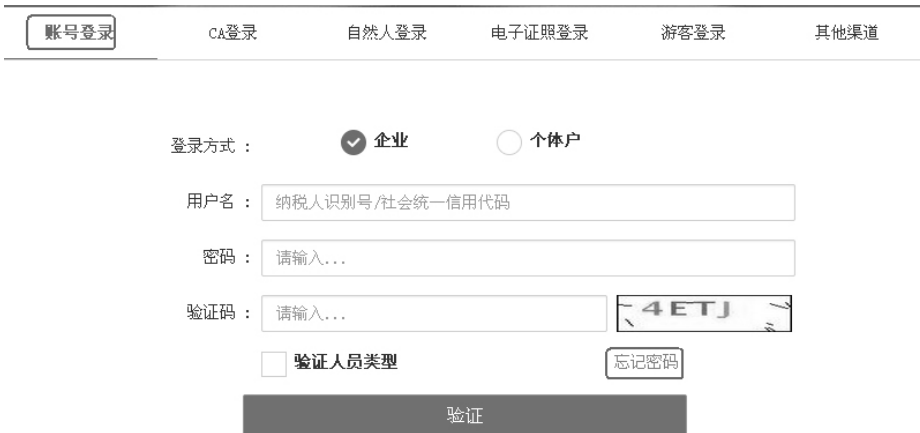 账号登录 CA登录 自然人登录 电子证照登录 游客登录 其他渠道
登录方式 : 企业 个体户
用户名 : 纳税人识别号/社会统一信用代码
密码 : 请输入...
验证码 : 请输入... 4ETJ
验证人员类型 忘记密码
验证